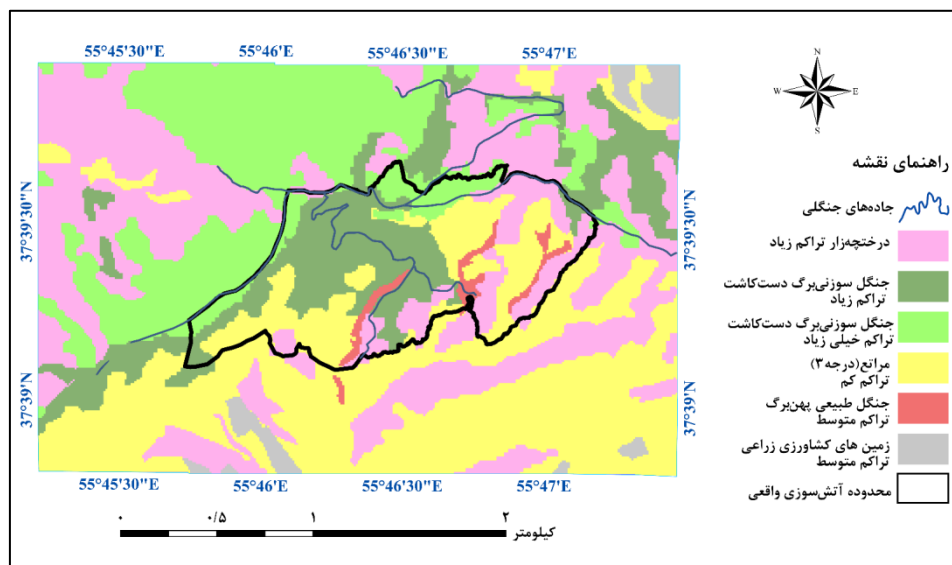 55°45'30"E 55°46'E 55°46'30"E 55°47'E
N
W E
S
راهنمای نقشه
جاده‌های جنگلی
درختچه‌زار تراکم زیاد
جنگل سوزنی‌برگ دست‌کاشت
تراکم زیاد
جنگل سوزنی‌برگ دست‌کاشت
تراکم خیلی زیاد
مراتع(درجه۳)
تراکم کم
جنگل طبیعی پهن‌برگ
تراکم متوسط
زمین های کشاورزی زراعی
تراکم متوسط
محدوده آتش‌سوزی واقعی
37°39'30"N
37°39'N
37°39'30"N
37°39'N
55°45'30"E 55°46'E 55°46'30"E 55°47'E
۰ ۰/۵ ۱ ۲
کیلومتر